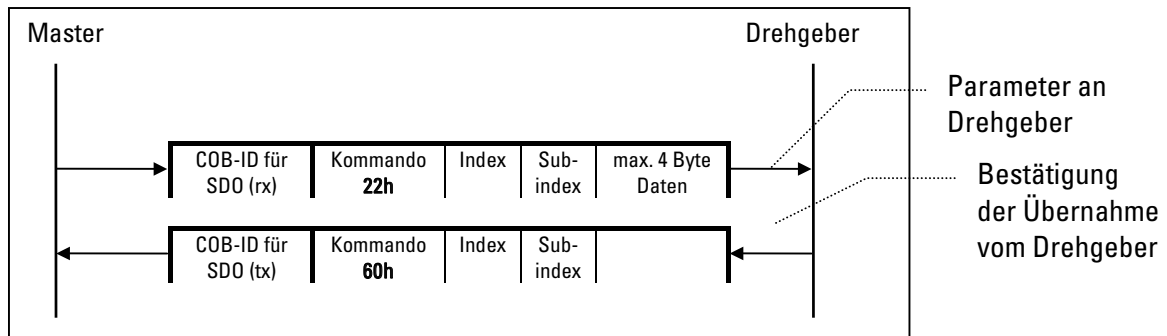 Master
Drehgeber
Parameter an
Drehgeber
COB-ID für
SDO (rx)
Kommando
22h
Index
Sub-
index
max. 4 Byte
Daten
Bestätigung
der Übernahme
vom Drehgeber
COB-ID für
SDO (tx)
Kommando
60h
Index
Sub-
index